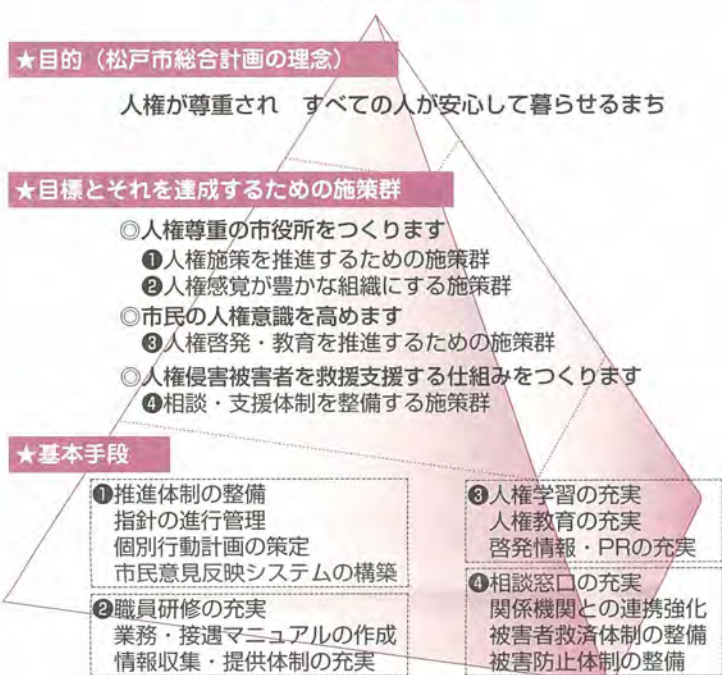 ★目的（松戸市総合計画の理念）
人権が尊重され　すべての人が安心して暮らせるまち
★目標とそれを達成するための施策群
◎人権尊重の市役所をつくります
❶人権施策を推進するための施策群
❷人権感覚が豊かな組織にする施策群
◎市民の人権意識を高めます
❸人権啓発・教育を推進するための施策群
◎人権侵害被害者を救援支援する仕組みをつくります
❹相談・支援体制を整備する施策群
★基本手段
❶推進体制の整備
指針の進行管理
個別行動計画の策定
市民意見反映システムの構築
❷職員研修の充実
業務・接遇マニュアルの作成
情報収集・提供体制の充実
❸人権学習の充実
人権教育の充実
啓発情報・PRの充実
❹相談窓口の充実
関係機関との連携強化
被害者救済体制の整備
被害防止体制の整備